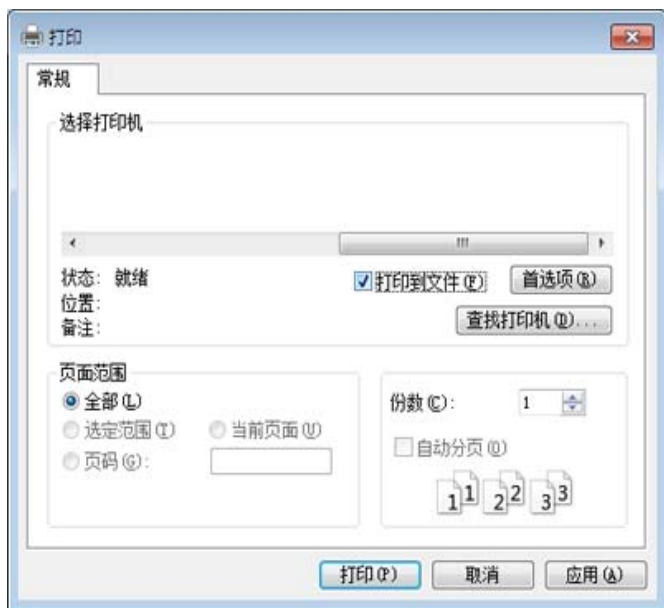 打印
常规
选择打印机
状态: 就绪
位置:
备注:
打印到文件(F)
首选项(R)
查找打印机(D)...
页面范围
全部(L)
选定范围(T)
当前页面(U)
页码(G):
份数(C):
1
自动分页(O)
1 1 2 2 3 3
打印(P)
取消
应用(A)